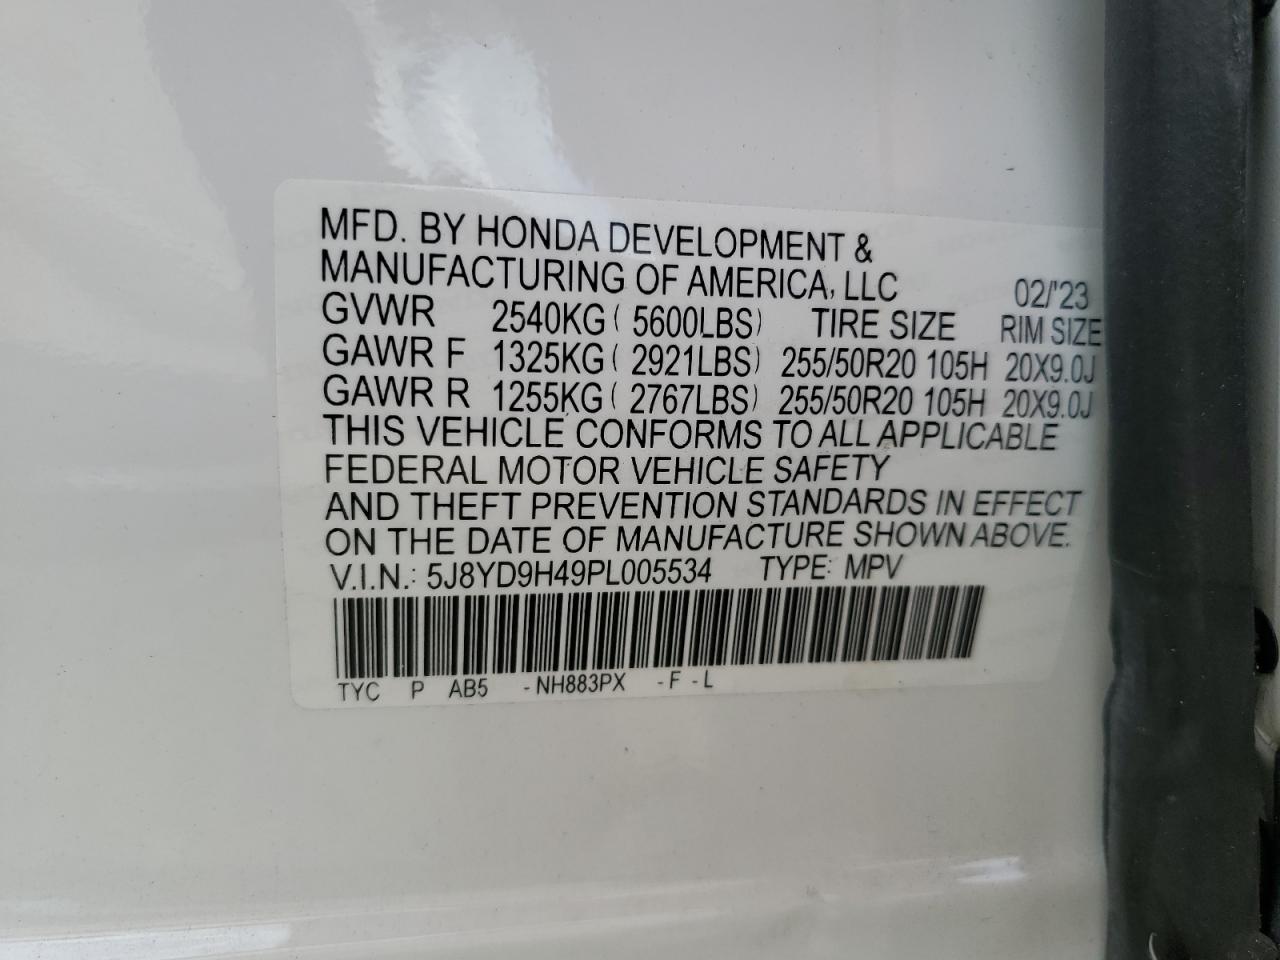 MFD. BY HONDA DEVELOPMENT &
MANUFACTURING OF AMERICA, LLC 02/'23
GVWR 2540KG ( 5600LBS) TIRE SIZE RIM SIZE
GAWR F 1325KG ( 2921LBS) 255/50R20 105H 20X9.0J
GAWR R 1255KG ( 2767LBS) 255/50R20 105H 20X9.0J
THIS VEHICLE CONFORMS TO ALL APPLICABLE
FEDERAL MOTOR VEHICLE SAFETY
AND THEFT PREVENTION STANDARDS IN EFFECT
ON THE DATE OF MANUFACTURE SHOWN ABOVE.
V.I.N.: 5J8YD9H49PL005534 TYPE: MPV
TYC P AB5 -NH883PX -F -L